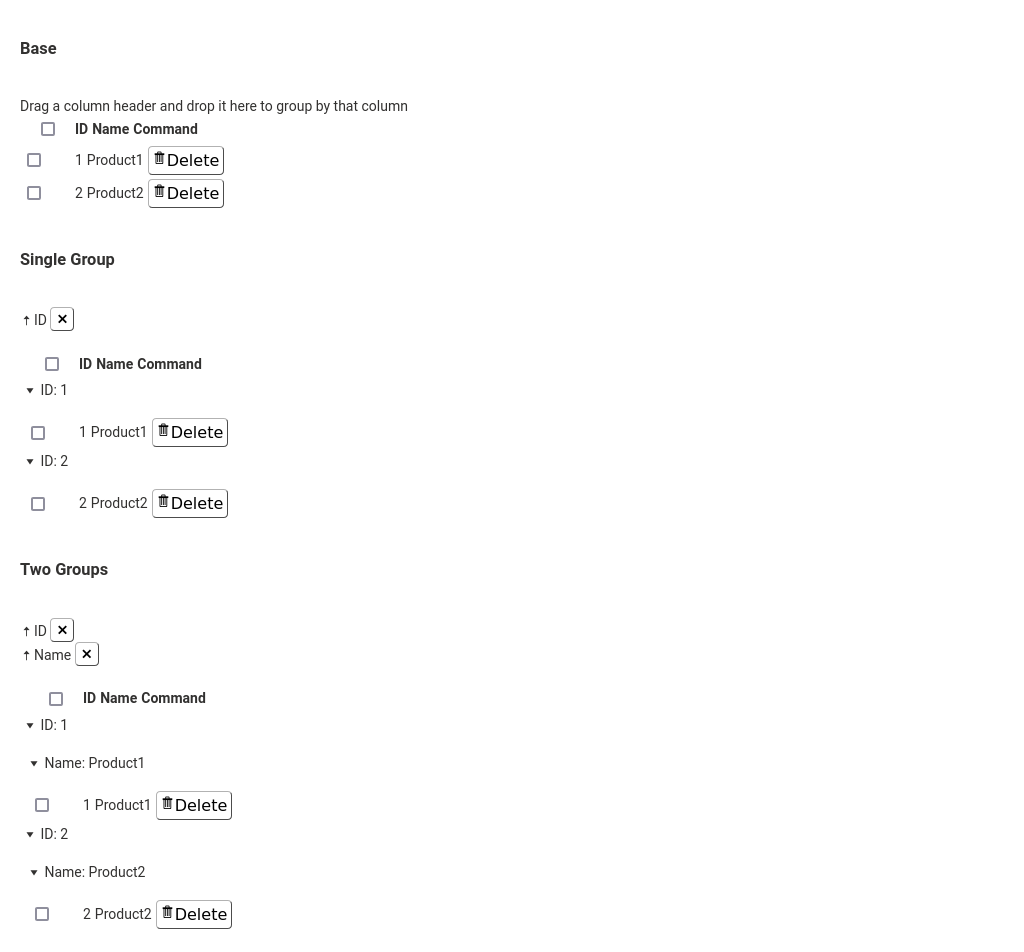 Base
Drag a column header and drop it here to group by that column
ID Name Command
1 Product1 Delete
2 Product2 Delete
Single Group
↑ ID ×
ID Name Command
ID: 1
1 Product1 Delete
ID: 2
2 Product2 Delete
Two Groups
↑ ID ×
↑ Name ×
ID Name Command
ID: 1
Name: Product1
1 Product1 Delete
ID: 2
Name: Product2
2 Product2 Delete